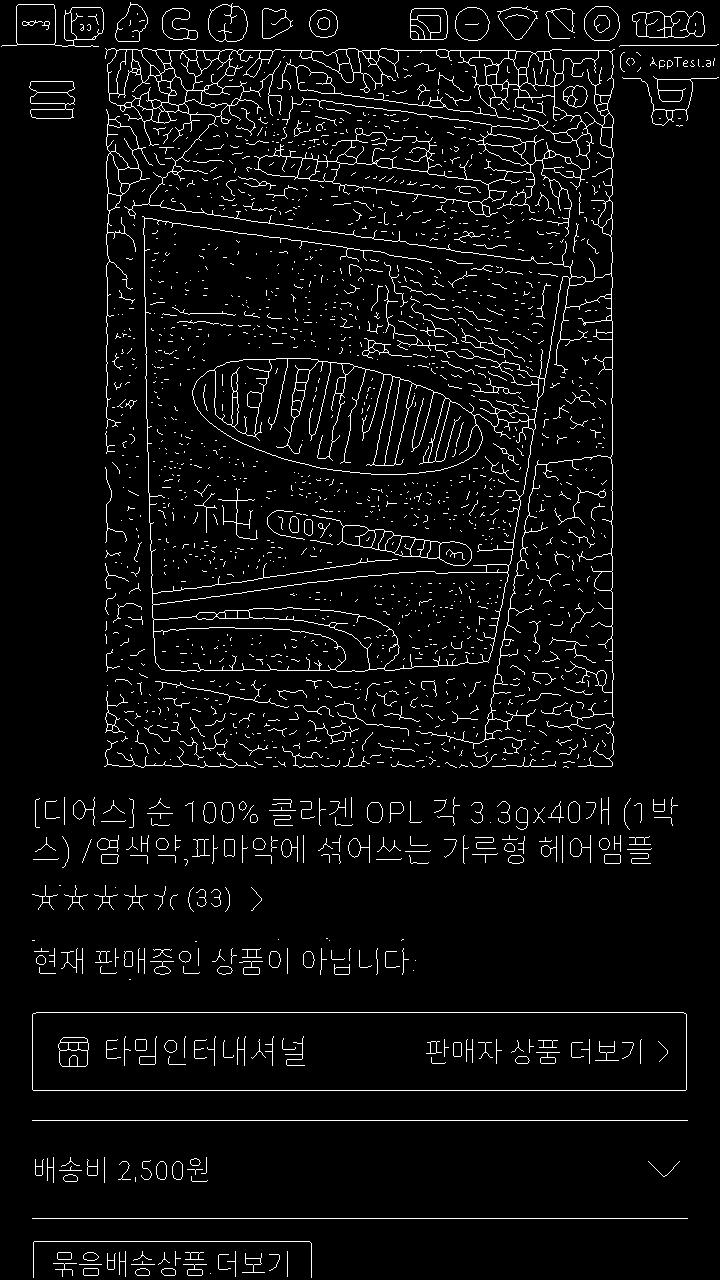 12:24
AppTest.ai
純
100%
[디어스] 순 100% 콜라겐 OPL 각 3.3gx40개 (1박
스) /염색약,파마약에 섞어쓰는 가루형 헤어앰플
(33)
현재 판매중인 상품이 아닙니다.
타임인터내셔널 판매자 상품 더보기
배송비 2,500원
묶음배송상품 더보기